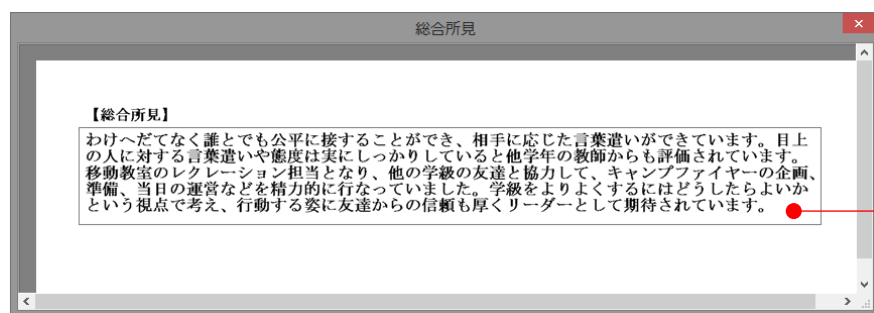 総合所見
【総合所見】
わけへだてなく誰とでも公平に接することができ、相手に応じた言葉遣いができています。目上
の人に対する言葉遣いや態度は実にしっかりしていると他学年の教師からも評価されています。
移動教室のレクレーション担当となり、他の学級の友達と協力して、キャンプファイヤーの企画、
準備、当日の運営などを精力的に行なっていました。学級をよりよくするにはどうしたらよいか
という視点で考え、行動する姿に友達からの信頼も厚くリーダーとして期待されています。